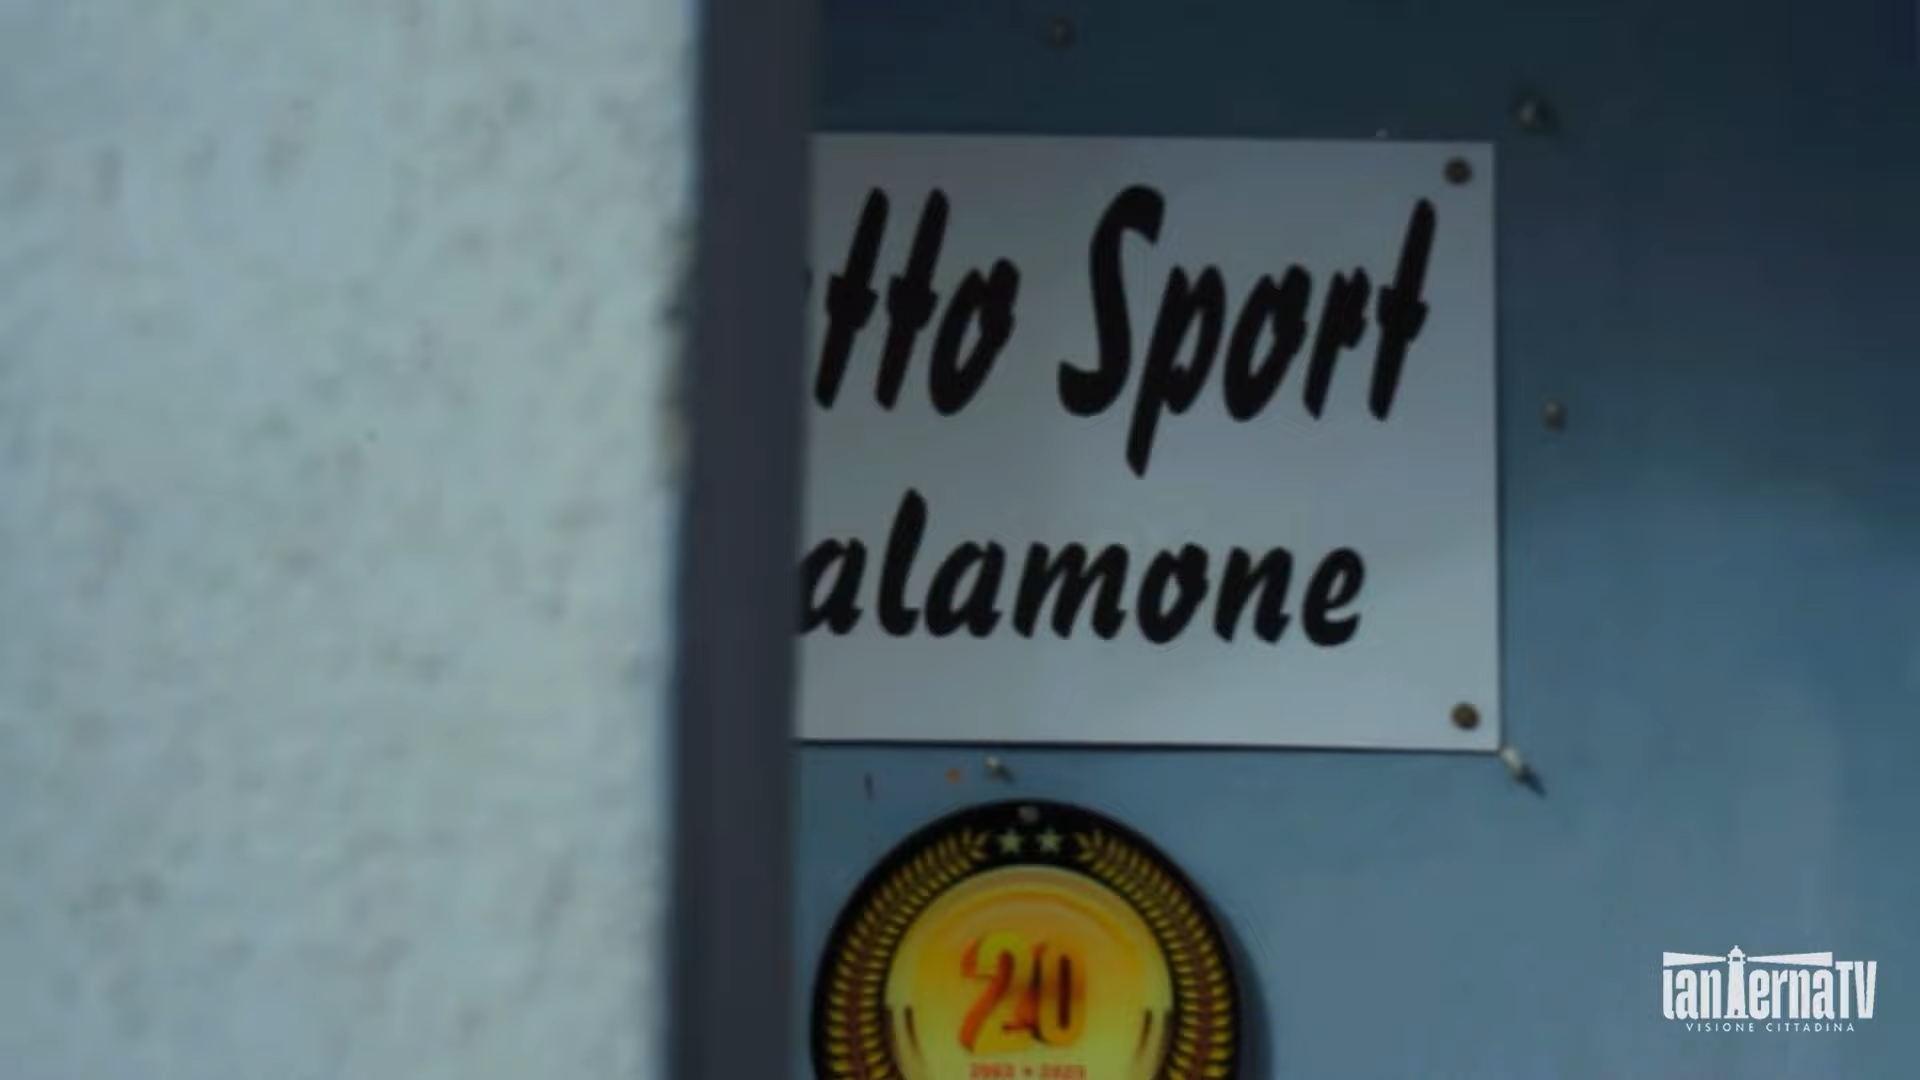 tto Sport
alamone
20
lanternaTV
VISIONE CITTADINA